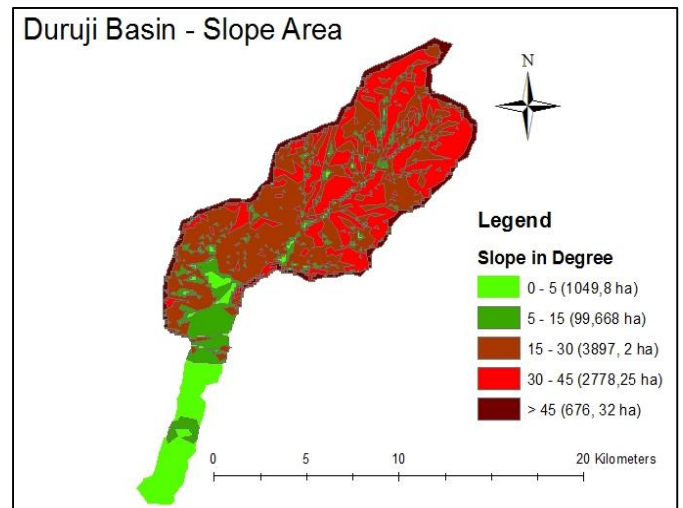 Duruji Basin - Slope Area
N
Legend
Slope in Degree
0 - 5 (1049,8 ha)
5 - 15 (99,668 ha)
15 - 30 (3897, 2 ha)
30 - 45 (2778,25 ha)
> 45 (676, 32 ha)
0 5 10 20 Kilometers